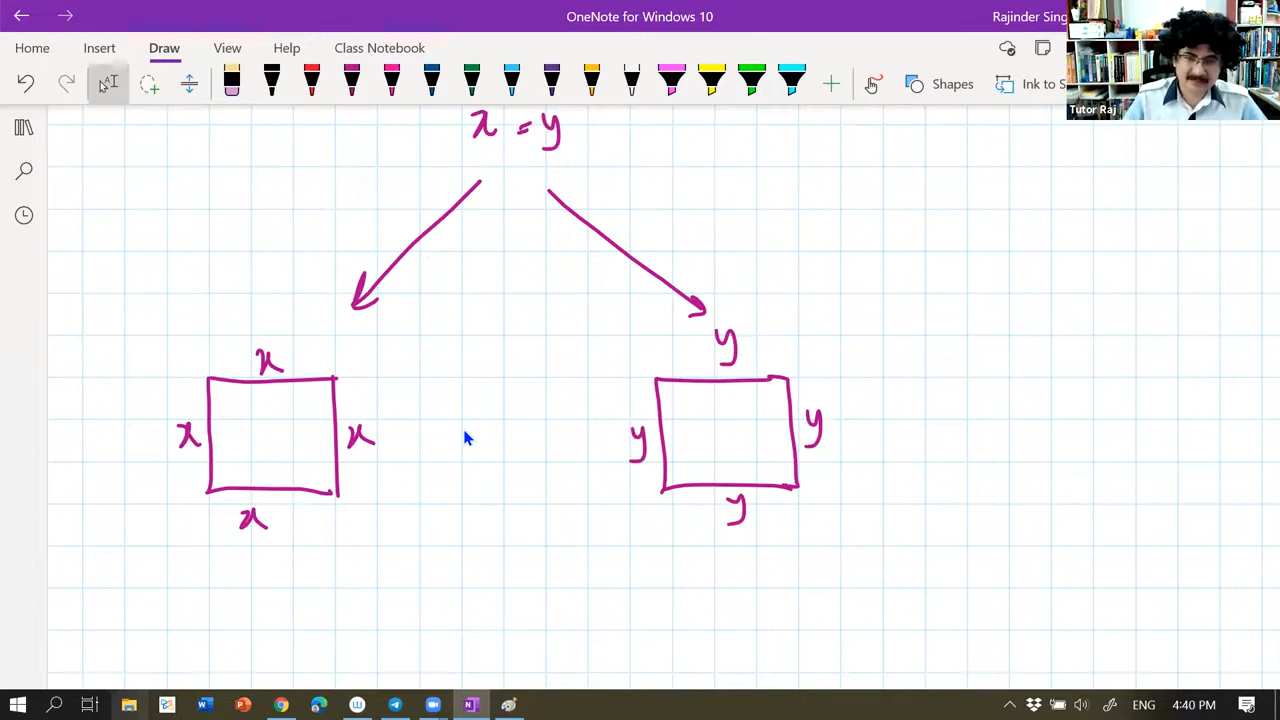 OneNote for Windows 10
Rajinder Sing
Home Insert Draw View Help Class Notebook
Shapes
Ink to S
Tutor Raj
x = y
x
x
x
x
y
y
y
y
ENG 4:40 PM